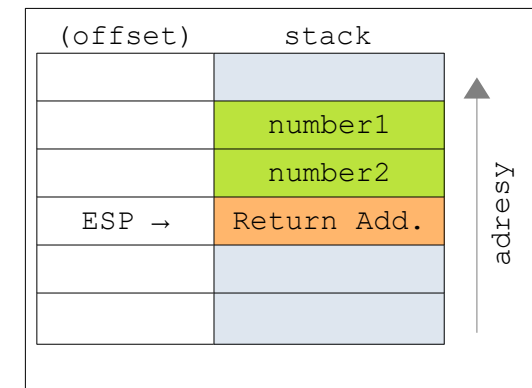 (offset) stack
number1
number2
ESP → Return Add.
adresy